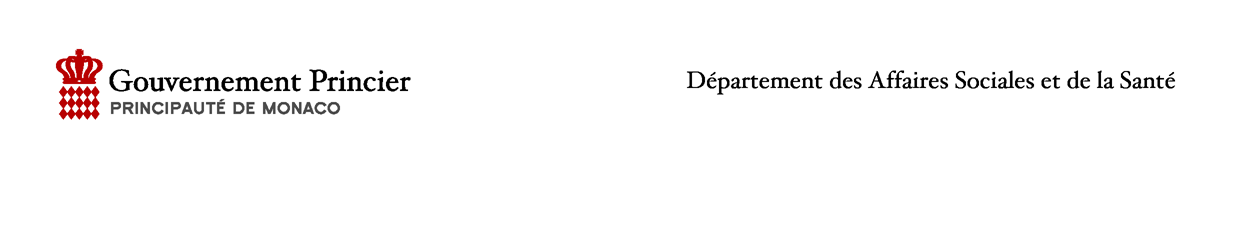 Gouvernement Princier
PRINCIPAUTÉ DE MONACO
Département des Affaires Sociales et de la Santé